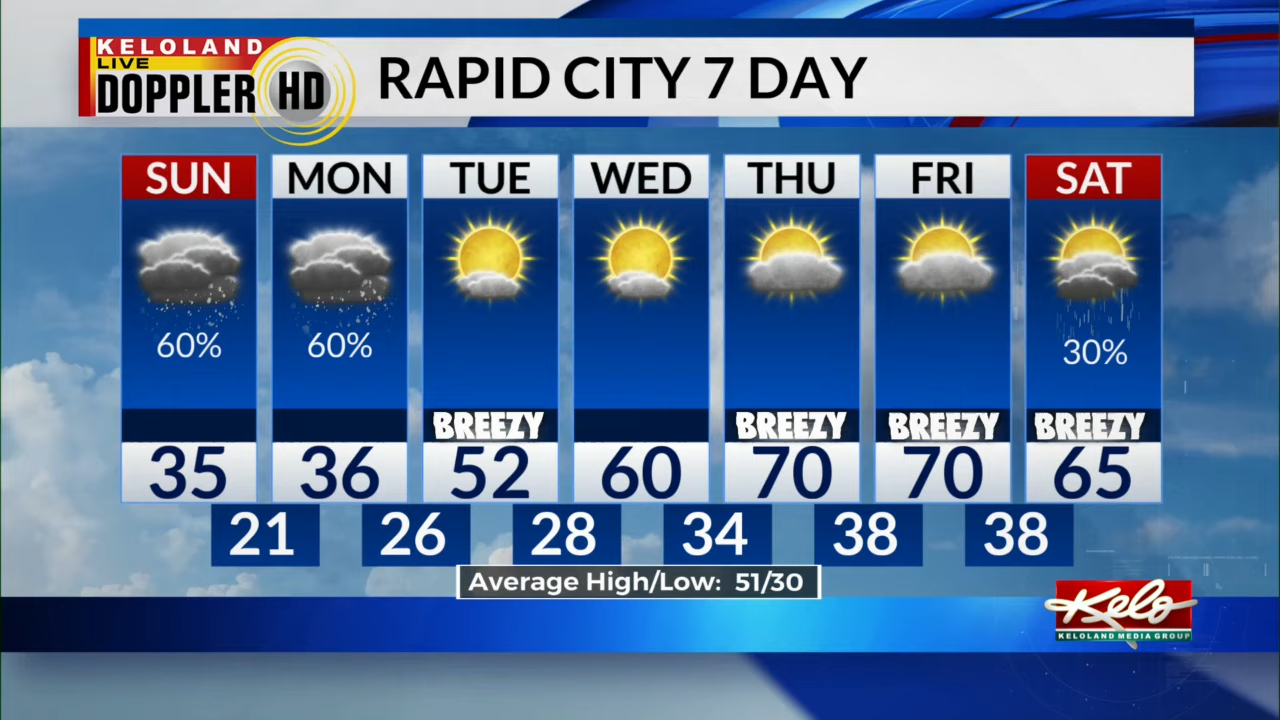 KELOLAND
LIVE
DOPPLER HD
RAPID CITY 7 DAY
SUN MON TUE WED THU FRI SAT
60% 60% 30%
BREEZY BREEZY BREEZY BREEZY
35 36 52 60 70 70 65
21 26 28 34 38 38
Average High/Low: 51/30
Kelo
KELOLAND MEDIA GROUP